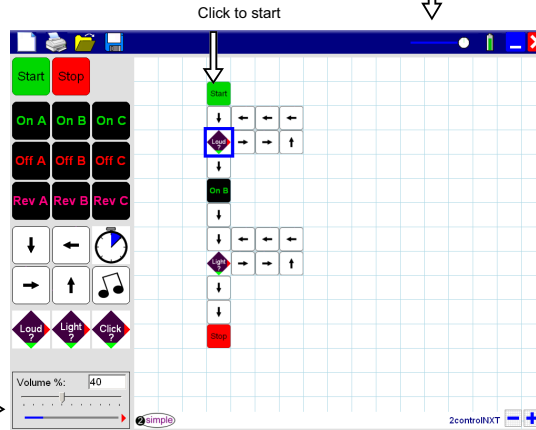 Click to start
Start Stop
Start
On A On B On C
Loud ?
Off A Off B Off C
On B
Rev A Rev B Rev C
Light ?
Loud ? Light ? Click ?
Stop
Volume %: 40
2simple
2controlNXT